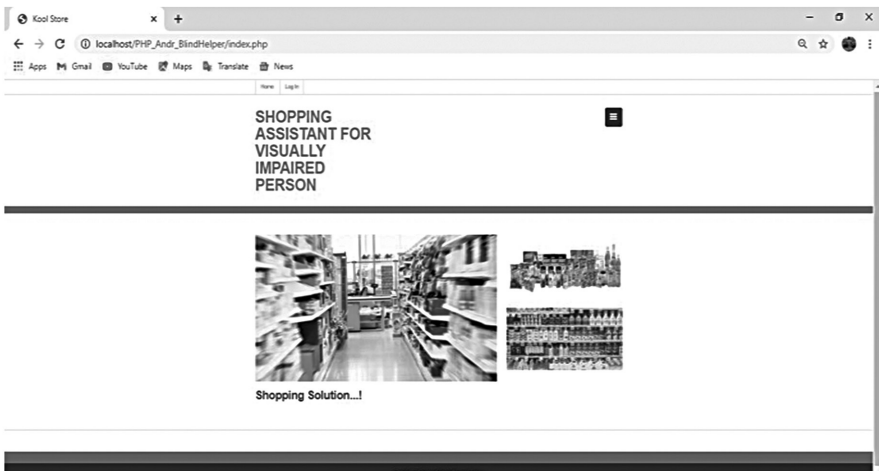 Kool Store
localhost/PHP_Andr_BlindHelper/index.php
Apps Gmail YouTube Maps Translate News
Home Log In
SHOPPING
ASSISTANT FOR
VISUALLY
IMPAIRED
PERSON
Shopping Solution...!